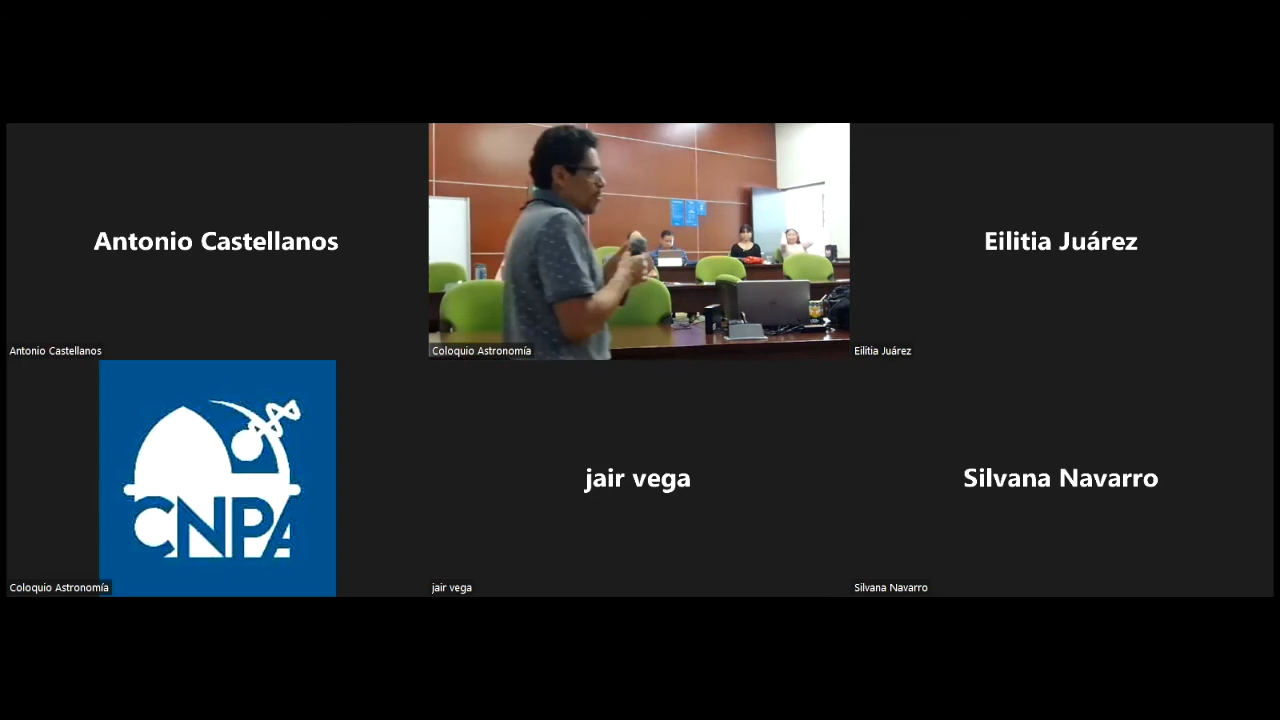 Antonio Castellanos
Antonio Castellanos
Coloquio Astronomía
Eilitia Juárez
Eilitia Juárez
CNPA
Coloquio Astronomía
jair vega
jair vega
Silvana Navarro
Silvana Navarro